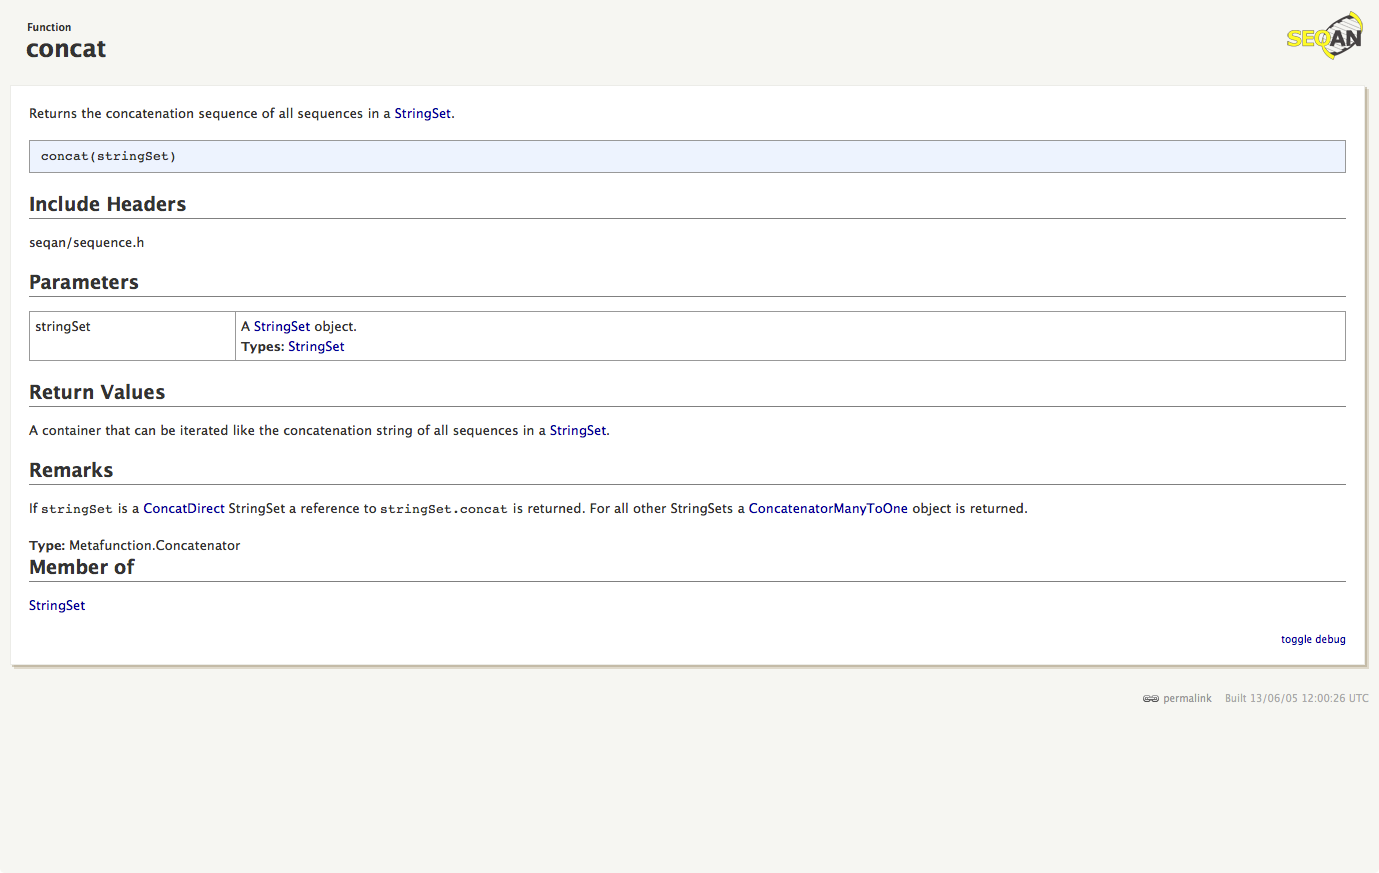 Function
concat
SEQAN
Returns the concatenation sequence of all sequences in a StringSet.
concat(stringSet)
Include Headers
seqan/sequence.h
Parameters
stringSet
A StringSet object.
Types: StringSet
Return Values
A container that can be iterated like the concatenation string of all sequences in a StringSet.
Remarks
If stringSet is a ConcatDirect StringSet a reference to stringSet.concat is returned. For all other StringSets a ConcatenatorManyToOne object is returned.
Type: Metafunction.Concatenator
Member of
StringSet
toggle debug
permalink Built 13/06/05 12:00:26 UTC